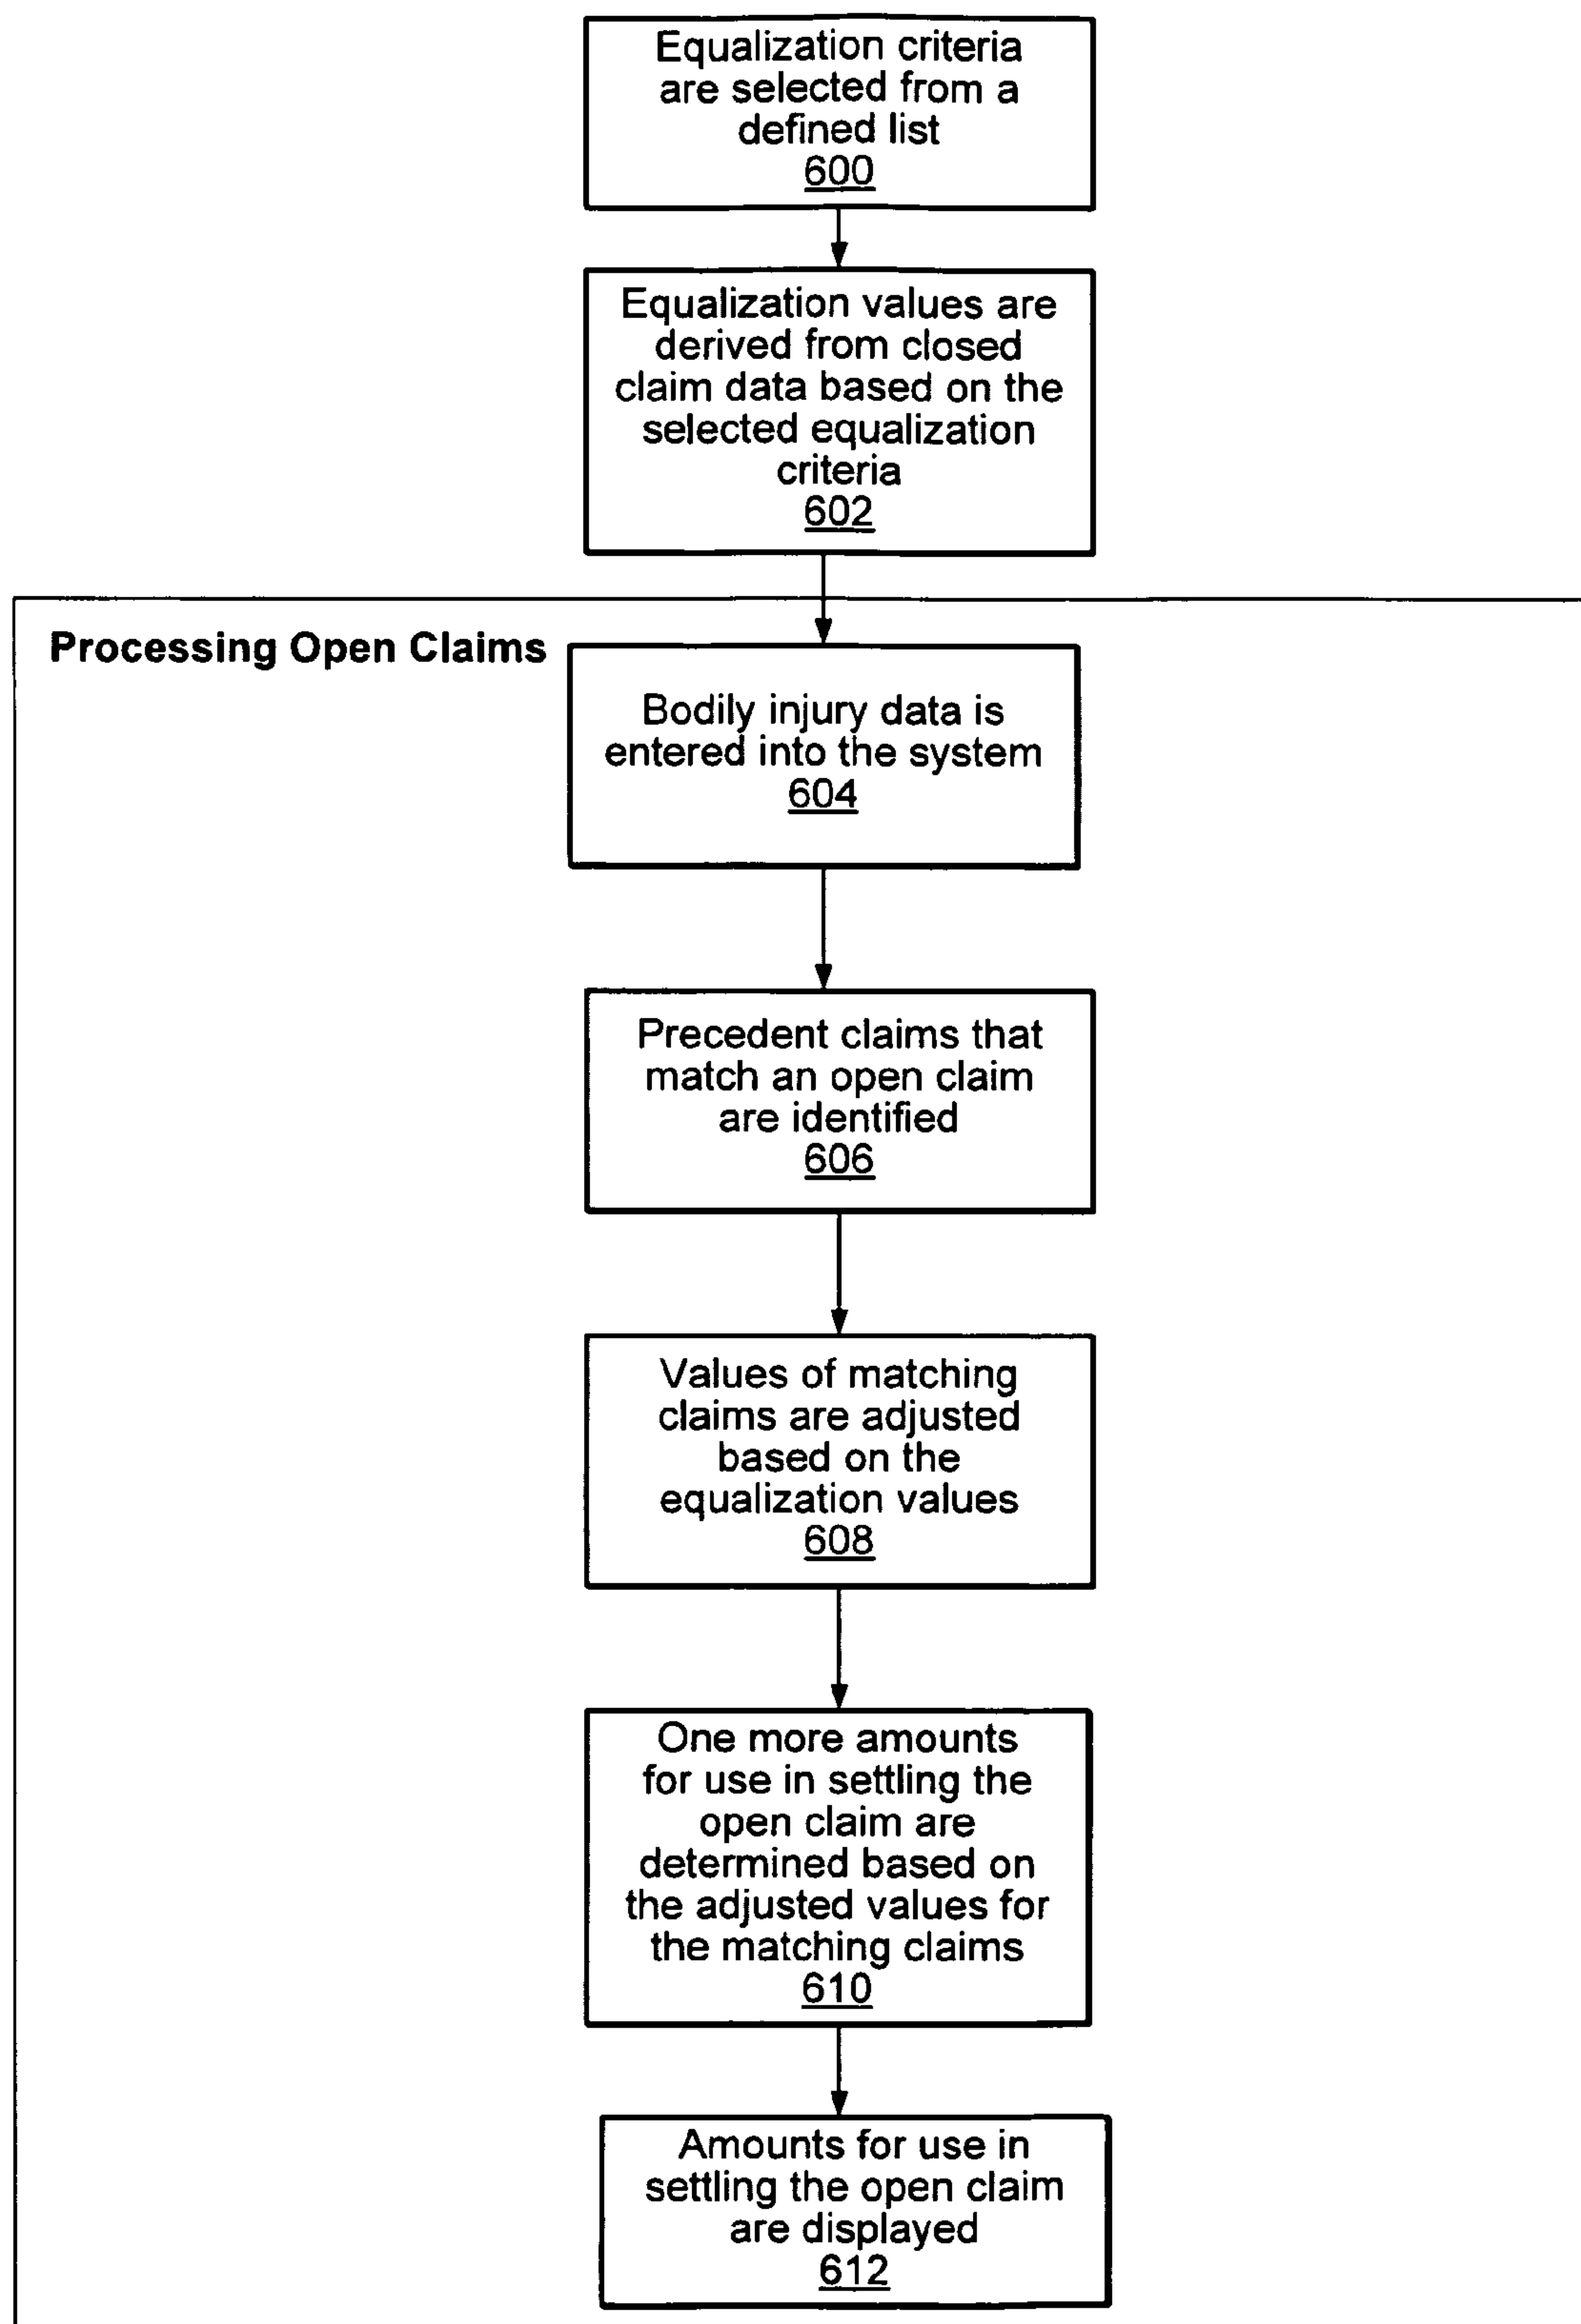 Equalization criteria
are selected from a
defined list
600
Equalization values are
derived from closed
claim data based on the
selected equalization
criteria
602
Processing Open Claims
Bodily injury data is
entered into the system
604
Precedent claims that
match an open claim
are identified
606
Values of matching
claims are adjusted
based on the
equalization values
608
One more amounts
for use in settling the
open claim are
determined based on
the adjusted values for
the matching claims
610
Amounts for use in
settling the open claim
are displayed
612